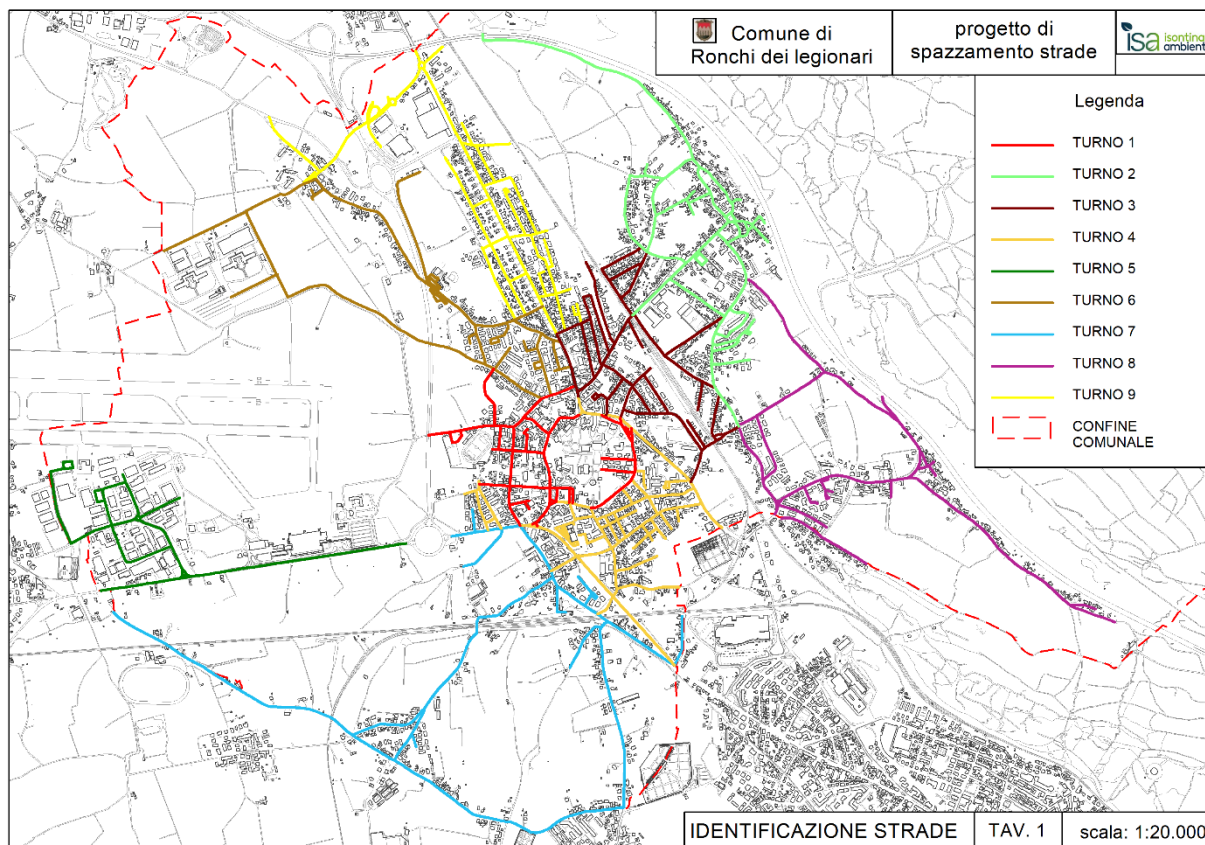 Comune di
Ronchi dei legionari
progetto di
spazzamento strade
isa isontina
ambiente
Legenda
TURNO 1
TURNO 2
TURNO 3
TURNO 4
TURNO 5
TURNO 6
TURNO 7
TURNO 8
TURNO 9
CONFINE
COMUNALE
IDENTIFICAZIONE STRADE
TAV. 1
scala: 1:20.000